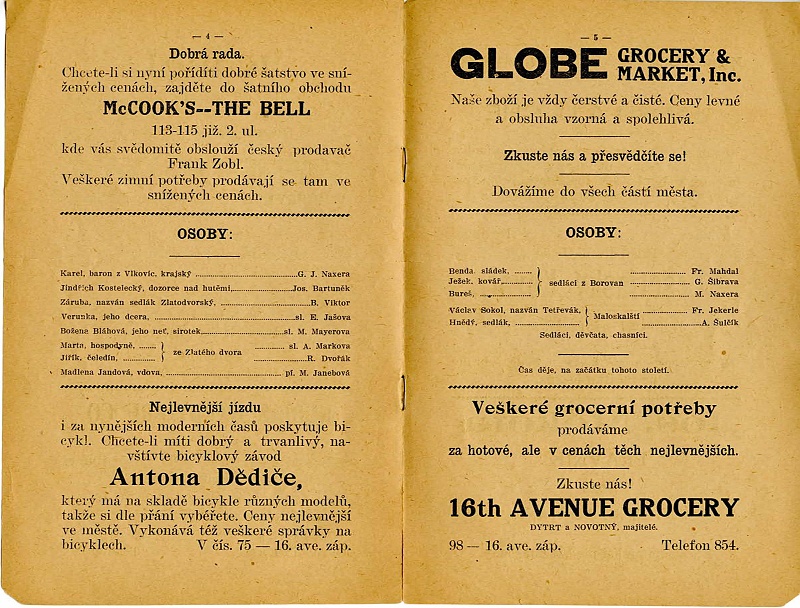 — 4 —
Dobrá rada.
Chcete-li si nyní pořídíti dobré šatstvo ve sní-
žených cenách, zajděte do šatního obchodu
McCOOK'S--THE BELL
113-115 již. 2. ul.
kde vás svědomitě obslouží český prodavač
Frank Zobl.
Veškeré zimní potřeby prodávají se tam ve
snížených cenách.
OSOBY:
Karel, baron z Vlkovic, krajský ..... G. J. Naxera
Jindřich Kostelecký, dozorce nad hutěmi, ..... Jos. Bartuněk
Záruba, nazván sedlák Zlatodvorský, ..... B. Viktor
Verunka, jeho dcera, ..... sl. E. Jašova
Božena Bláhová, jeho neť, sirotek, ..... sl. M. Mayerova
Marta, hospodyně, ..... sl. A. Markova
} ze Zlatého dvora
Jiřík, čeledín, ..... R. Dvořák
Madlena Jandová, vdova, ..... pí. M. Janebová
Nejlevnější jízdu
i za nynějších moderních časů poskytuje bi-
cykl. Chcete-li míti dobrý a trvanlivý, na-
vštívte bicyklový závod
Antona Dědiče,
který má na skladě bicykle různých modelů,
takže si dle přání vybéřete. Ceny nejlevnější
ve městě. Vykonává též veškeré správky na
bicyklech. V čís. 75 — 16. ave. záp.
— 5 —
GLOBE GROCERY &
MARKET, Inc.
Naše zboží je vždy čerstvé a čisté. Ceny levné
a obsluha vzorná a spolehlivá.
Zkuste nás a přesvědčíte se!
Dovážíme do všech částí města.
OSOBY:
Benda, sládek, ..... Fr. Mahdal
Ježek, kovář, ..... } sedláci z Borovan ..... G. Šibrava
Bureš, ..... M. Naxera
Václav Sokol, nazván Tetřevák, ..... Fr. Jekerle
} Maloskalští
Hnědý, sedlák, ..... A. Šulčík
Sedláci, děvčata, chasníci.
Čas děje, na začátku tohoto století.
Veškeré grocerní potřeby
prodáváme
za hotové, ale v cenách těch nejlevnějších.
Zkuste nás!
16th AVENUE GROCERY
DYTRT a NOVOTNÝ, majitelé.
98 — 16. ave. záp. Telefon 854.